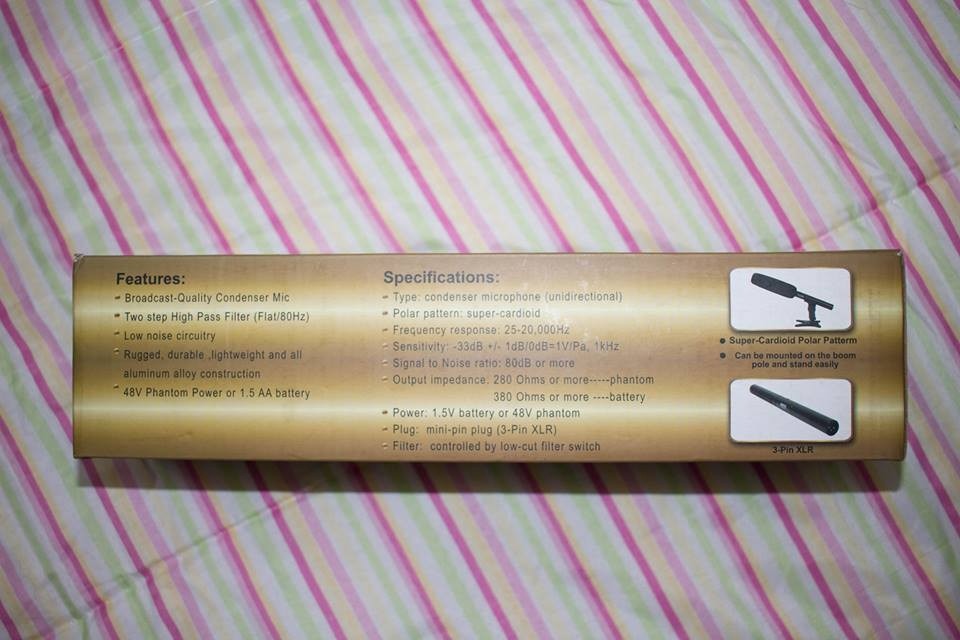 Features:
Broadcast-Quality Condenser Mic
Two step High Pass Filter (Flat/80Hz)
Low noise circuitry
Rugged, durable ,lightweight and all
aluminum alloy construction
48V Phantom Power or 1.5 AA battery
Specifications:
Type: condenser microphone (unidirectional)
Polar pattern: super-cardioid
Frequency response: 25-20,000Hz
Sensitivity: -33dB +/- 1dB/0dB=1V/Pa, 1kHz
Signal to Noise ratio: 80dB or more
Output impedance: 280 Ohms or more-----phantom
380 Ohms or more ----battery
Power: 1.5V battery or 48V phantom
Plug: mini-pin plug (3-Pin XLR)
Filter: controlled by low-cut filter switch
Super-Cardioid Polar Patterm
Can be mounted on the boom
pole and stand easily
3-Pin XLR